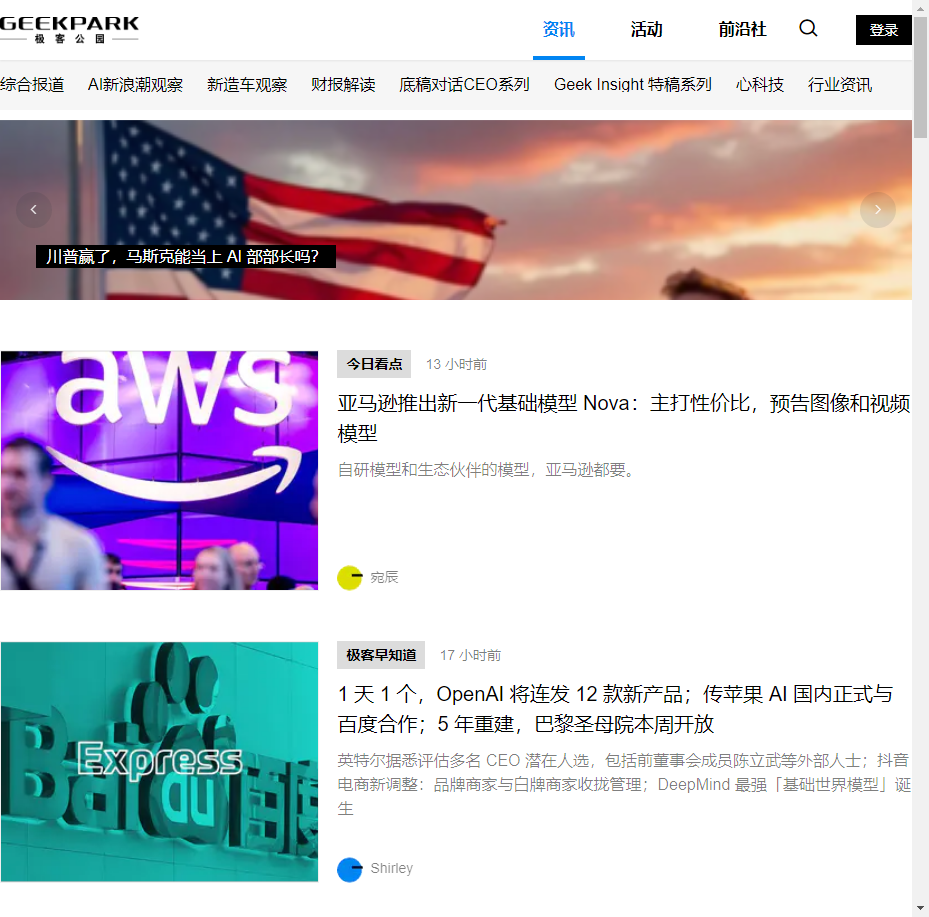 GEEKPARK
极客公园
资讯 活动 前沿社 登录
综合报道 AI新浪潮观察 新造车观察 财报解读 底稿对话CEO系列 Geek Insight 特稿系列 心科技 行业资讯
川普赢了，马斯克能当上 AI 部部长吗？
aws
今日看点 13 小时前
亚马逊推出新一代基础模型 Nova：主打性价比，预告图像和视频
模型
自研模型和生态伙伴的模型，亚马逊都要。
宛辰
Bai du 百度
Express
极客早知道 17 小时前
1 天 1 个，OpenAI 将连发 12 款新产品；传苹果 AI 国内正式与
百度合作；5 年重建，巴黎圣母院本周开放
英特尔据悉评估多名 CEO 潜在人选，包括前董事会成员陈立武等外部人士；抖音
电商新调整：品牌商家与白牌商家收拢管理；DeepMind 最强「基础世界模型」诞
生
Shirley